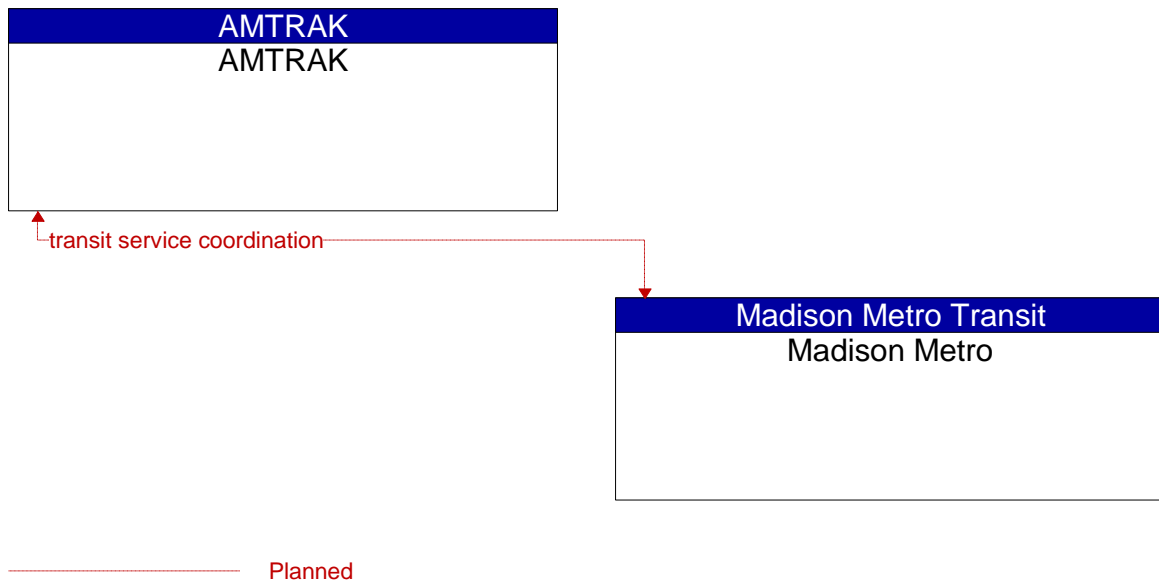 AMTRAK
AMTRAK
transit service coordination
Madison Metro Transit
Madison Metro
Planned